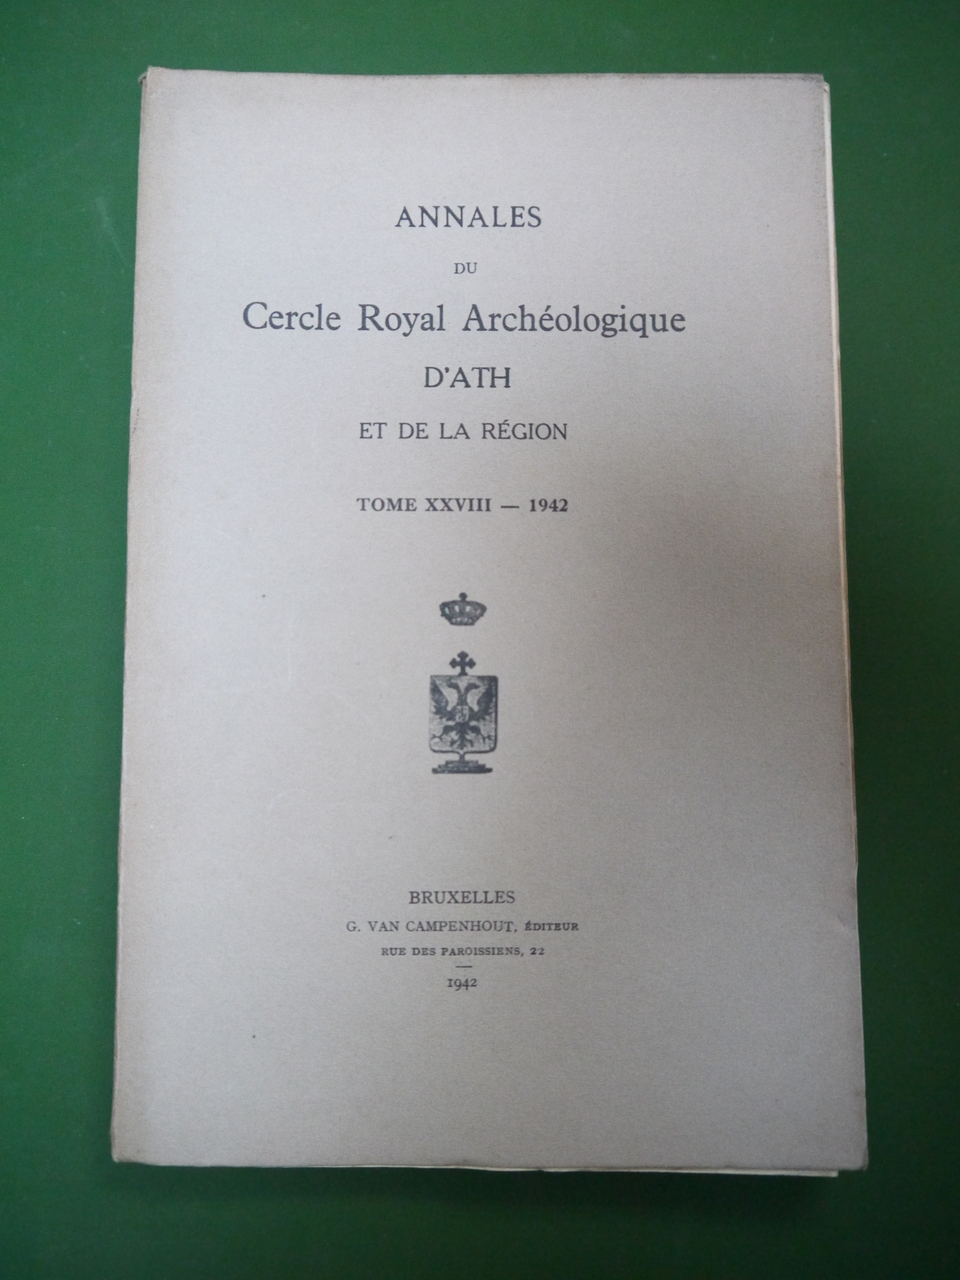 ANNALES
DU
Cercle Royal Archéologique
D'ATH
ET DE LA RÉGION
TOME XXVIII — 1942
BRUXELLES
G. VAN CAMPENHOUT, ÉDITEUR
RUE DES PAROISSIENS, 22
1942